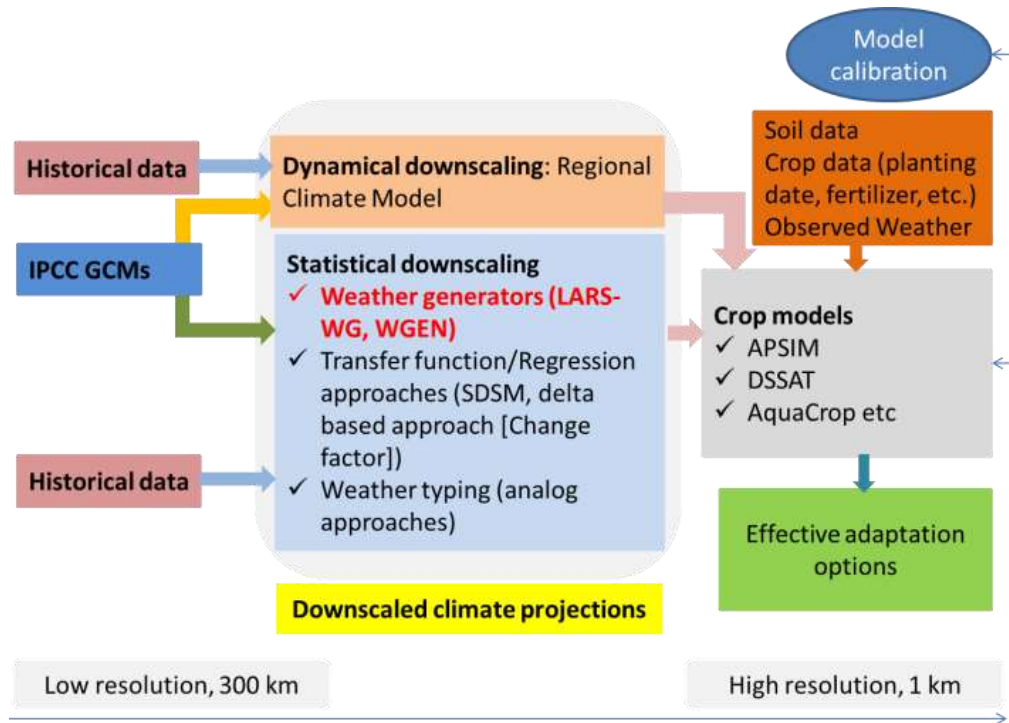 Model
calibration
Soil data
Crop data (planting
date, fertilizer, etc.)
Observed Weather
Historical data
Dynamical downscaling: Regional
Climate Model
IPCC GCMs
Statistical downscaling
✓ Weather generators (LARS-
WG, WGEN)
✓ Transfer function/Regression
approaches (SDSM, delta
based approach [Change
factor])
✓ Weather typing (analog
approaches)
Historical data
Crop models
✓ APSIM
✓ DSSAT
✓ AquaCrop etc
Effective adaptation
options
Downscaled climate projections
Low resolution, 300 km
High resolution, 1 km